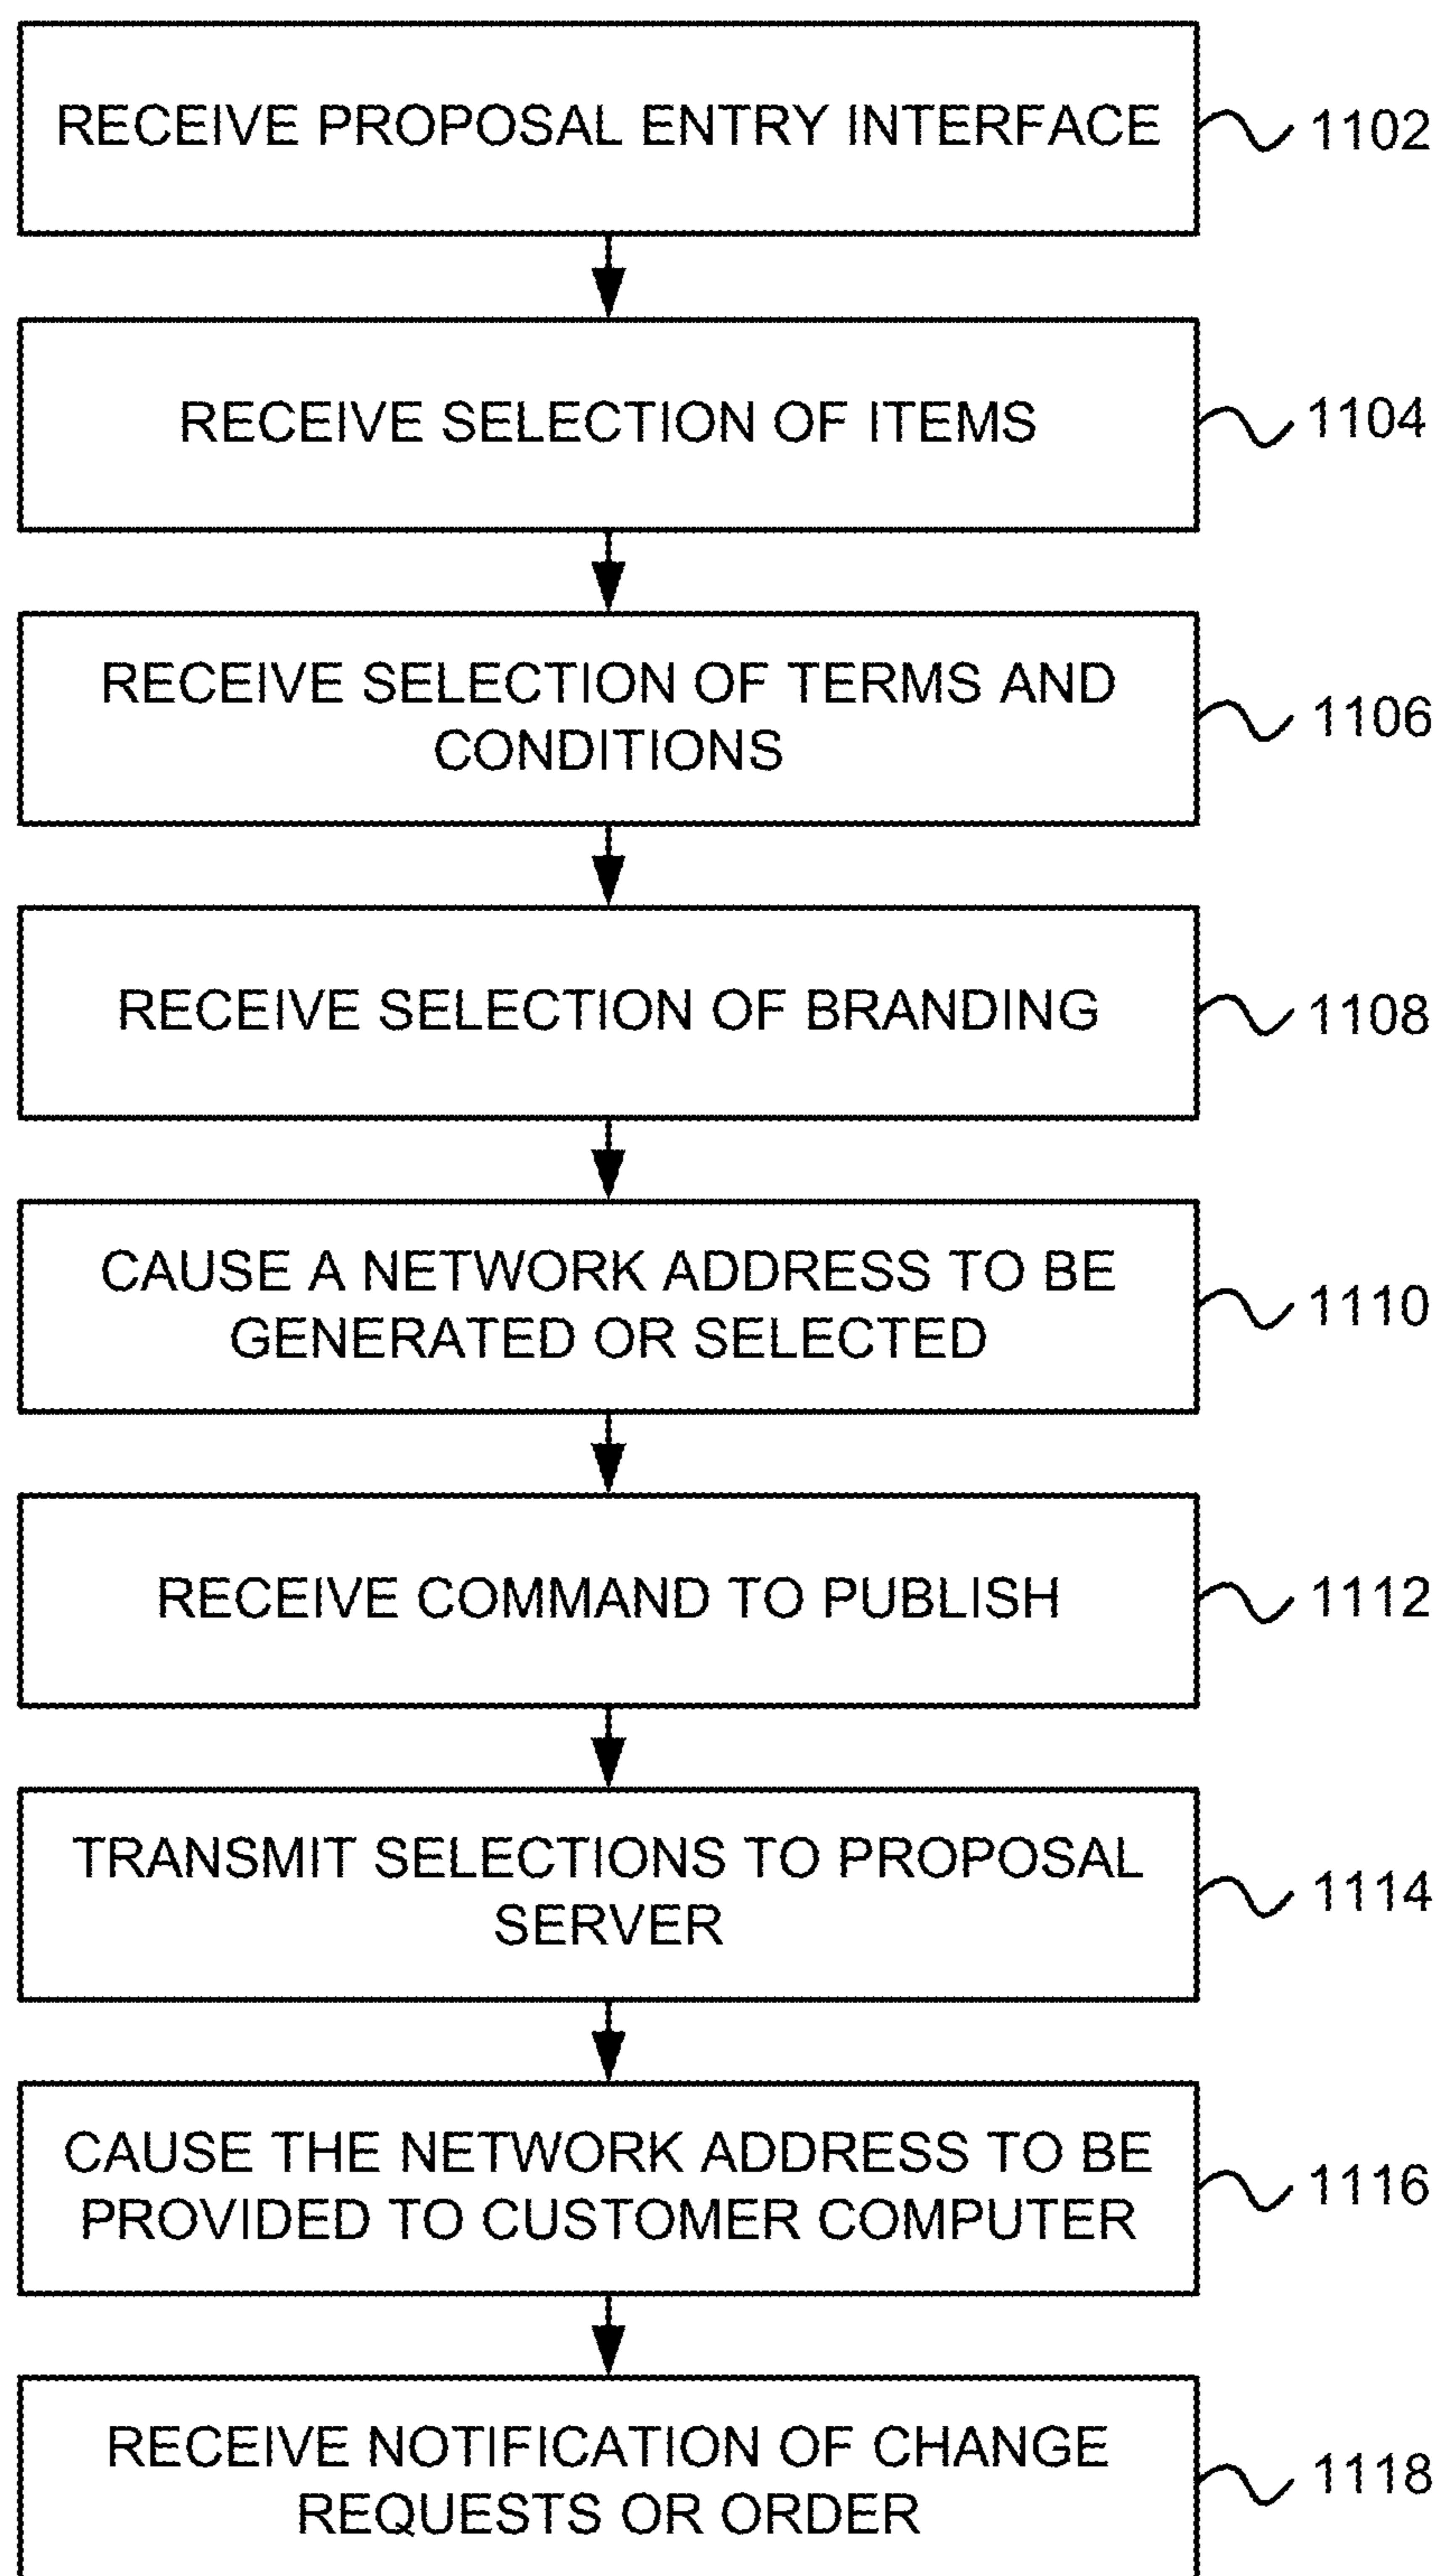 RECEIVE PROPOSAL ENTRY INTERFACE
1102
RECEIVE SELECTION OF ITEMS
1104
RECEIVE SELECTION OF TERMS AND
CONDITIONS
1106
RECEIVE SELECTION OF BRANDING
1108
CAUSE A NETWORK ADDRESS TO BE
GENERATED OR SELECTED
1110
RECEIVE COMMAND TO PUBLISH
1112
TRANSMIT SELECTIONS TO PROPOSAL
SERVER
1114
CAUSE THE NETWORK ADDRESS TO BE
PROVIDED TO CUSTOMER COMPUTER
1116
RECEIVE NOTIFICATION OF CHANGE
REQUESTS OR ORDER
1118